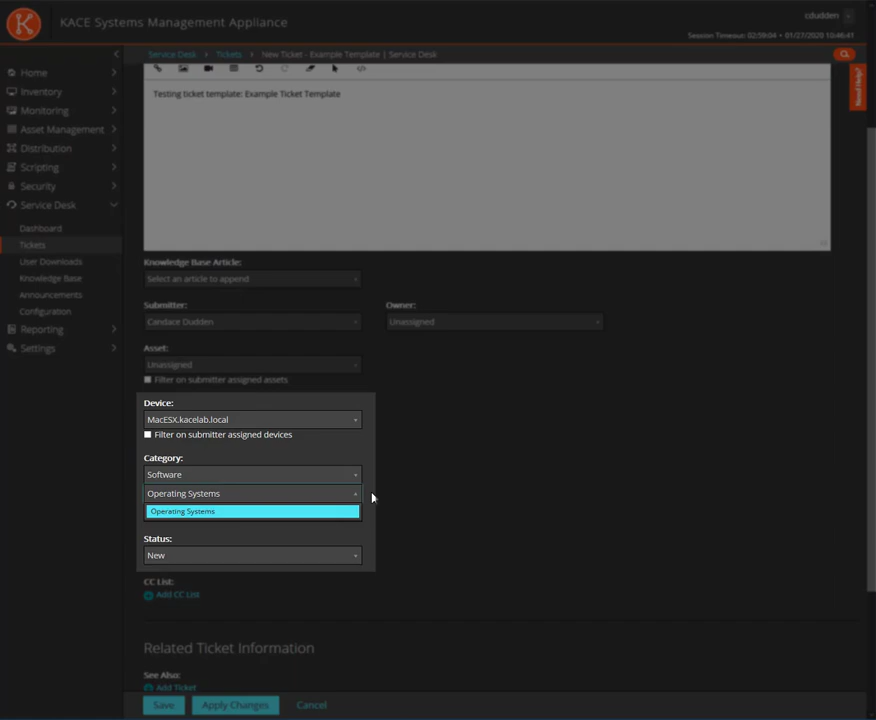 KACE Systems Management Appliance
cdudden
Session Timeout: 02:59:04 | 01/27/2020 10:46:41
Service Desk > Tickets > New Ticket - Example Template | Service Desk
Need Help?
Home
Inventory
Monitoring
Asset Management
Distribution
Scripting
Security
Service Desk
Dashboard
Tickets
User Downloads
Knowledge Base
Announcements
Configuration
Reporting
Settings
Testing ticket template: Example Ticket Template
Knowledge Base Article:
Select an article to append
Submitter: Owner:
Candace Dudden Unassigned
Asset:
Unassigned
Filter on submitter assigned assets
Device:
MacESX.kacelab.local
Filter on submitter assigned devices
Category:
Software
Operating Systems
Operating Systems
Status:
New
CC List:
Add CC List
Related Ticket Information
See Also:
Add Ticket
Save Apply Changes Cancel